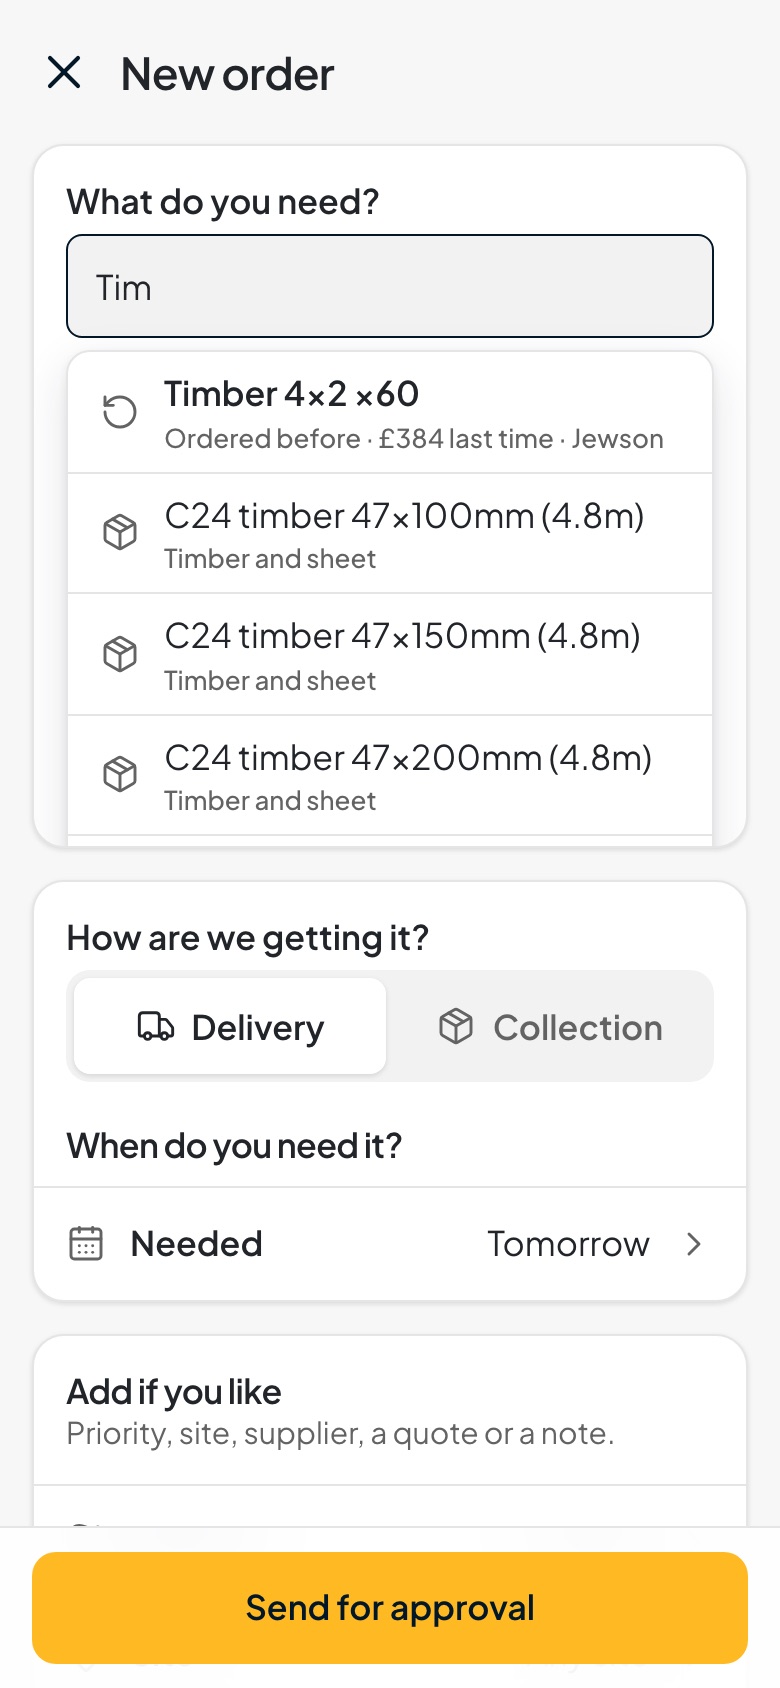 New order
What do you need?
Tim
Timber 4×2 ×60
Ordered before · £384 last time · Jewson
C24 timber 47×100mm (4.8m)
Timber and sheet
C24 timber 47×150mm (4.8m)
Timber and sheet
C24 timber 47×200mm (4.8m)
Timber and sheet
How are we getting it?
Delivery
Collection
When do you need it?
Needed
Tomorrow
Add if you like
Priority, site, supplier, a quote or a note.
Send for approval